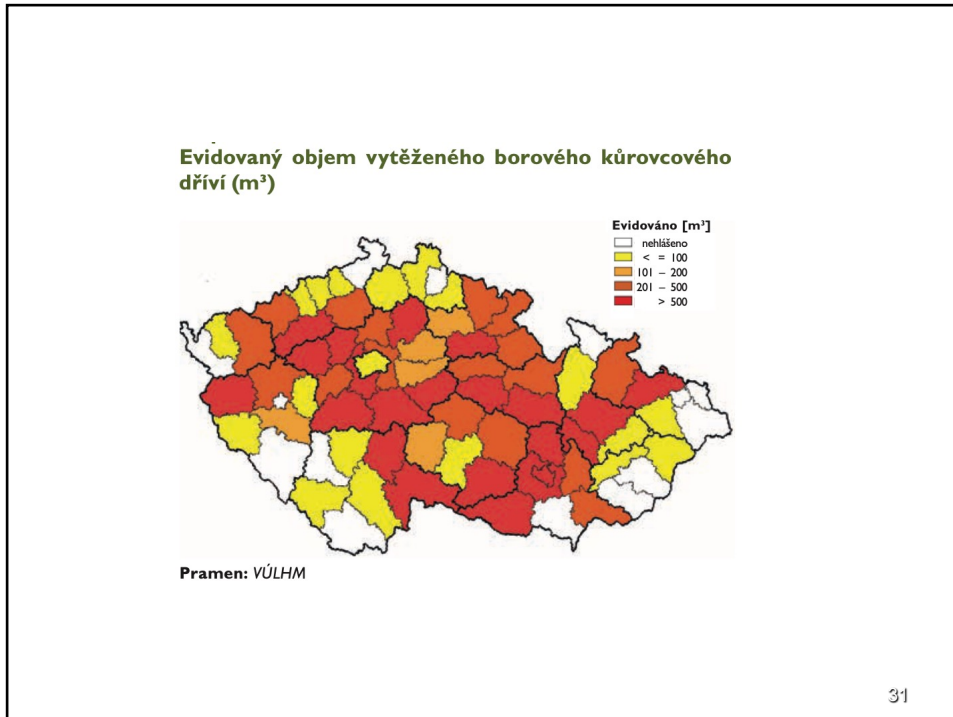 Evidovaný objem vytěženého borového kůrovcového
dříví (m³)
Evidováno [m³]
nehlášeno
< = 100
101 – 200
201 – 500
> 500
Pramen: VÚLHM
31